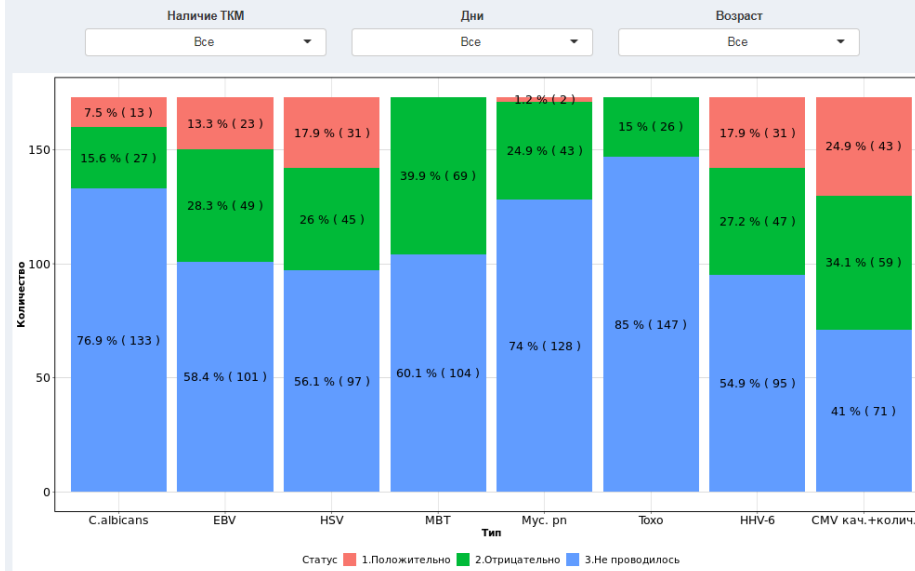 Наличие ТКМ Дни Возраст
Все Все Все
7.5 % ( 13 ) 13.3 % ( 23 ) 17.9 % ( 31 ) 39.9 % ( 69 ) 1.2 % ( 2 ) 15 % ( 26 ) 17.9 % ( 31 ) 24.9 % ( 43 )
15.6 % ( 27 ) 28.3 % ( 49 ) 26 % ( 45 ) 24.9 % ( 43 ) 27.2 % ( 47 ) 34.1 % ( 59 )
76.9 % ( 133 ) 58.4 % ( 101 ) 56.1 % ( 97 ) 60.1 % ( 104 ) 74 % ( 128 ) 85 % ( 147 ) 54.9 % ( 95 ) 41 % ( 71 )
150
100
50
0
Количество
C.albicans EBV HSV MBT Myc. pn Toxo HHV-6 CMV кач.+колич.
Тип
Статус 1.Положительно 2.Отрицательно 3.Не проводилось